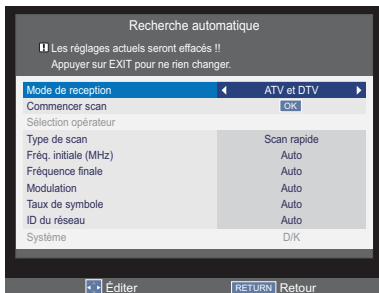 Recherche automatique
Les réglages actuels seront effacés !!
Appuyer sur EXIT pour ne rien changer.
Mode de reception ATV et DTV
Commencer scan OK
Sélection opérateur
Type de scan Scan rapide
Fréq. initiale (MHz) Auto
Fréquence finale Auto
Modulation Auto
Taux de symbole Auto
ID du réseau Auto
Système D/K
Éditer RETURN Retour